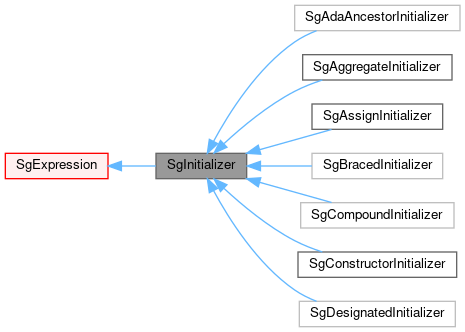 SgAdaAncestorInitializer
SgAggregateInitializer
SgAssignInitializer
SgExpression
SgInitializer
SgBracedInitializer
SgCompoundInitializer
SgConstructorInitializer
SgDesignatedInitializer